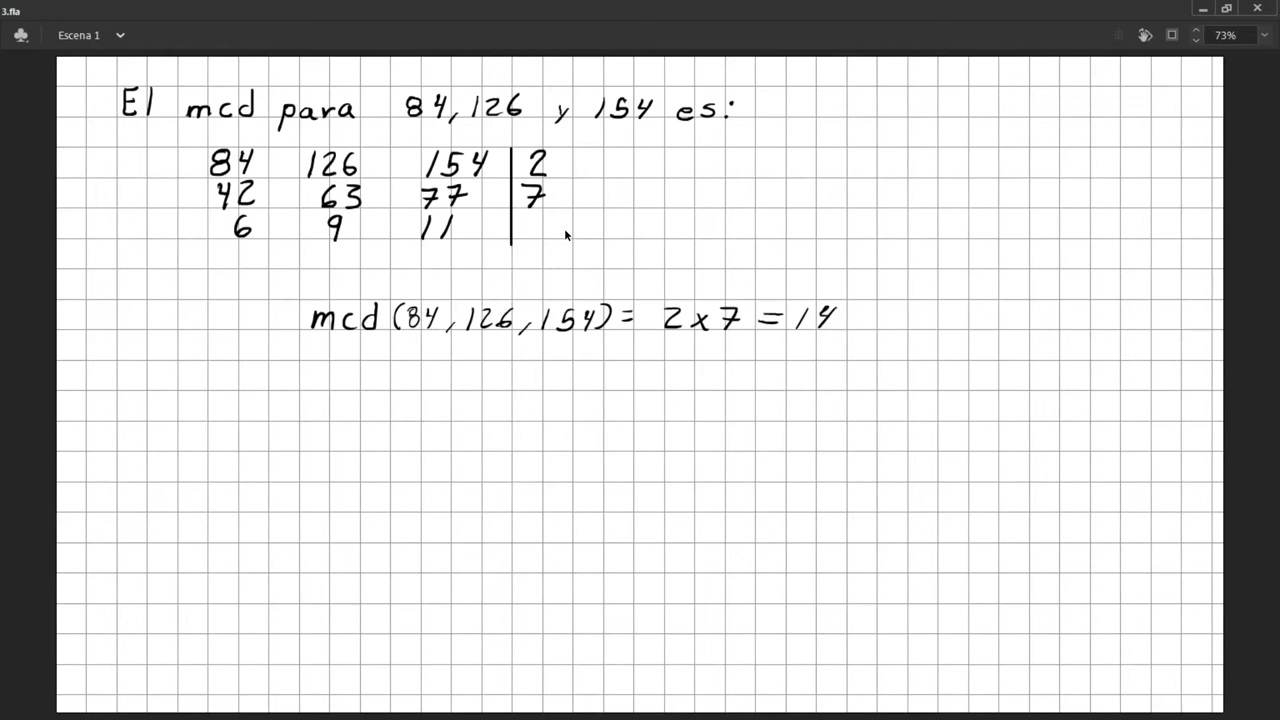 3.fla
Escena 1
73%
El mcd para 84, 126 y 154 es:
84 126 154 | 2
42 63 77 | 7
6 9 11 |
mcd (84, 126, 154) = 2 x 7 = 14